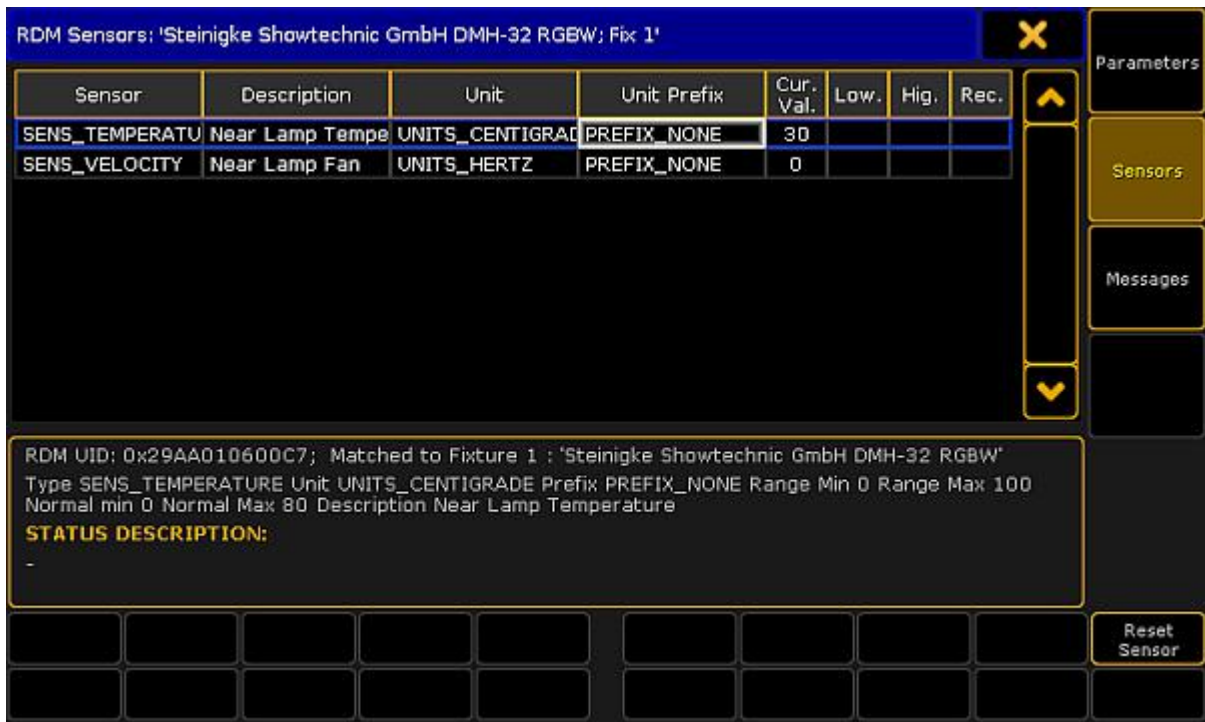 RDM Sensors: 'Steinigke Showtechnic GmbH DMH-32 RGBW; Fix 1'
Parameters
Sensor Description Unit Unit Prefix Cur. Val. Low. Hig. Rec.
SENS_TEMPERATU Near Lamp Tempe UNITS_CENTIGRAD PREFIX_NONE 30
SENS_VELOCITY Near Lamp Fan UNITS_HERTZ PREFIX_NONE 0
Sensors
Messages
RDM UID: 0x29AA010600C7; Matched to Fixture 1 : 'Steinigke Showtechnic GmbH DMH-32 RGBW'
Type SENS_TEMPERATURE Unit UNITS_CENTIGRADE Prefix PREFIX_NONE Range Min 0 Range Max 100
Normal min 0 Normal Max 80 Description Near Lamp Temperature
STATUS DESCRIPTION:
-
Reset
Sensor